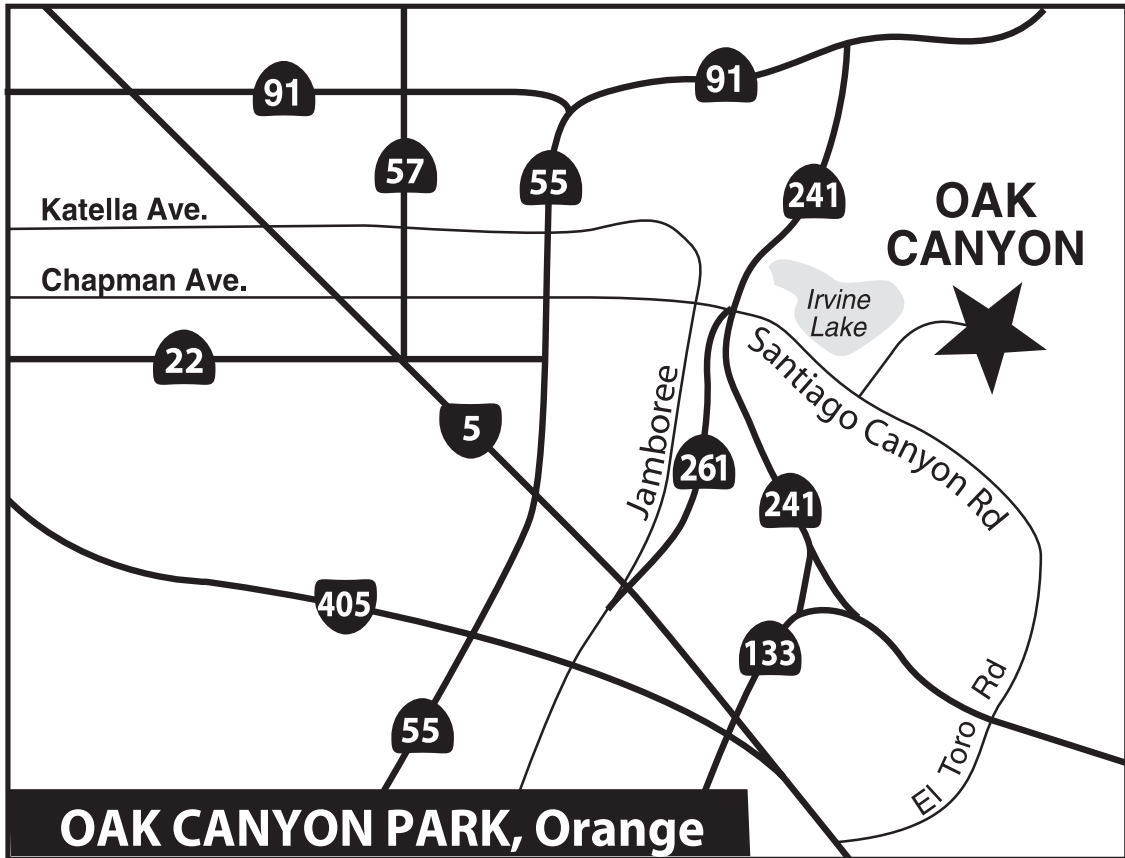 91
91
57
55
241
Katella Ave.
OAK
CANYON
Chapman Ave.
Irvine
Lake
22
Santiago Canyon Rd
5
Jamboree
261
241
405
133
55
El Toro Rd
OAK CANYON PARK, Orange